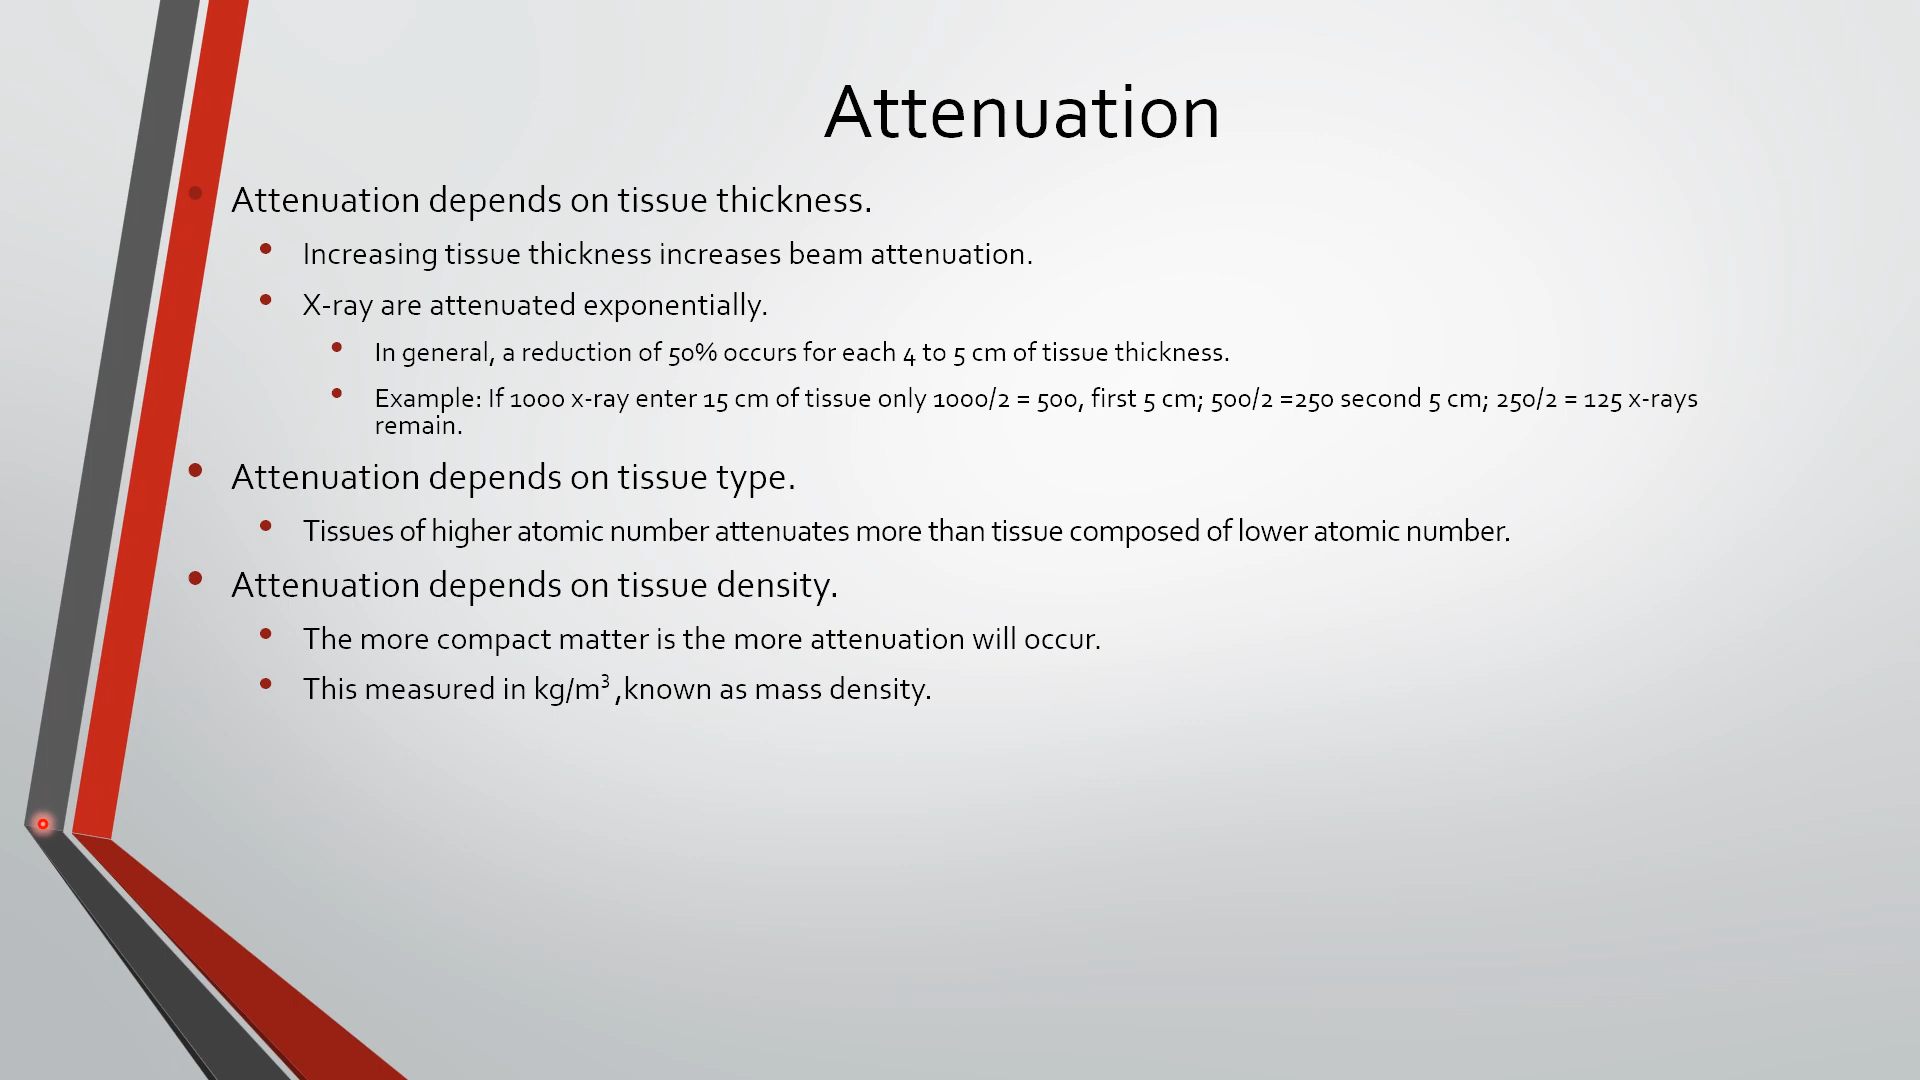 Attenuation
Attenuation depends on tissue thickness.
Increasing tissue thickness increases beam attenuation.
X-ray are attenuated exponentially.
In general, a reduction of 50% occurs for each 4 to 5 cm of tissue thickness.
Example: If 1000 x-ray enter 15 cm of tissue only 1000/2 = 500, first 5 cm; 500/2 =250 second 5 cm; 250/2 = 125 x-rays
remain.
Attenuation depends on tissue type.
Tissues of higher atomic number attenuates more than tissue composed of lower atomic number.
Attenuation depends on tissue density.
The more compact matter is the more attenuation will occur.
This measured in kg/m³ ,known as mass density.